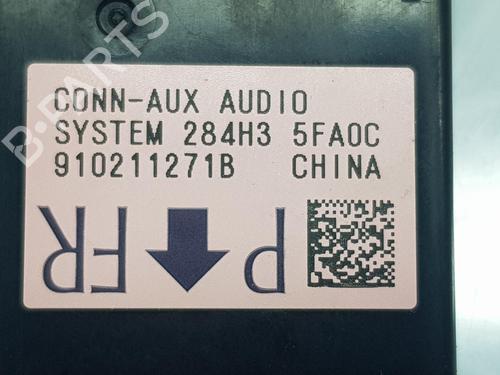 CONN-AUX AUDIO
SYSTEM 284H3 5FA0C
910211271B CHINA
P FR
B-PARTS